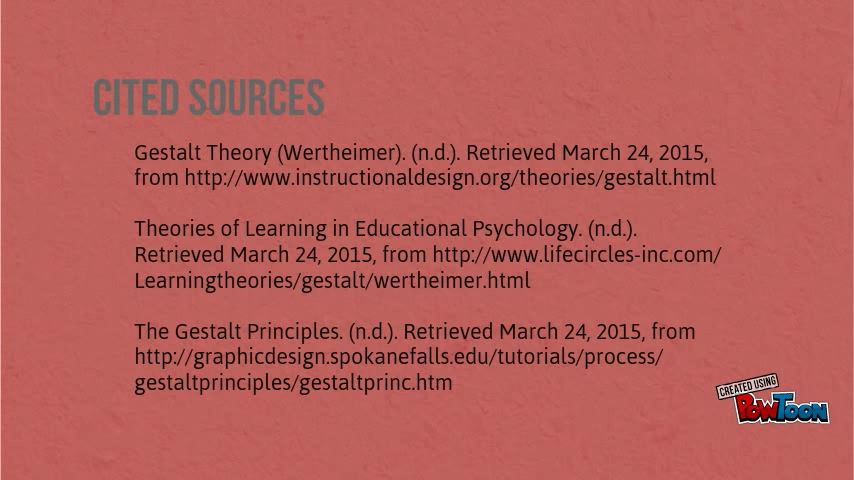 CITED SOURCES
Gestalt Theory (Wertheimer). (n.d.). Retrieved March 24, 2015,
from http://www.instructionaldesign.org/theories/gestalt.html
Theories of Learning in Educational Psychology. (n.d.).
Retrieved March 24, 2015, from http://www.lifecircles-inc.com/
Learningtheories/gestalt/wertheimer.html
The Gestalt Principles. (n.d.). Retrieved March 24, 2015, from
http://graphicdesign.spokanefalls.edu/tutorials/process/
gestaltprinciples/gestaltprinc.htm
CREATED USING
POWTOON